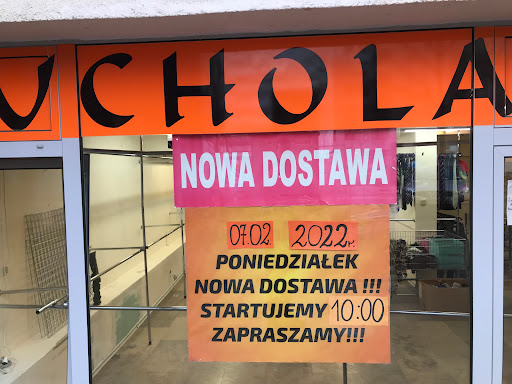 UCHOLA
NOWA DOSTAWA
07.02. 2022r.
PONIEDZIAŁEK
NOWA DOSTAWA !!!
STARTUJEMY 10:00
ZAPRASZAMY!!!